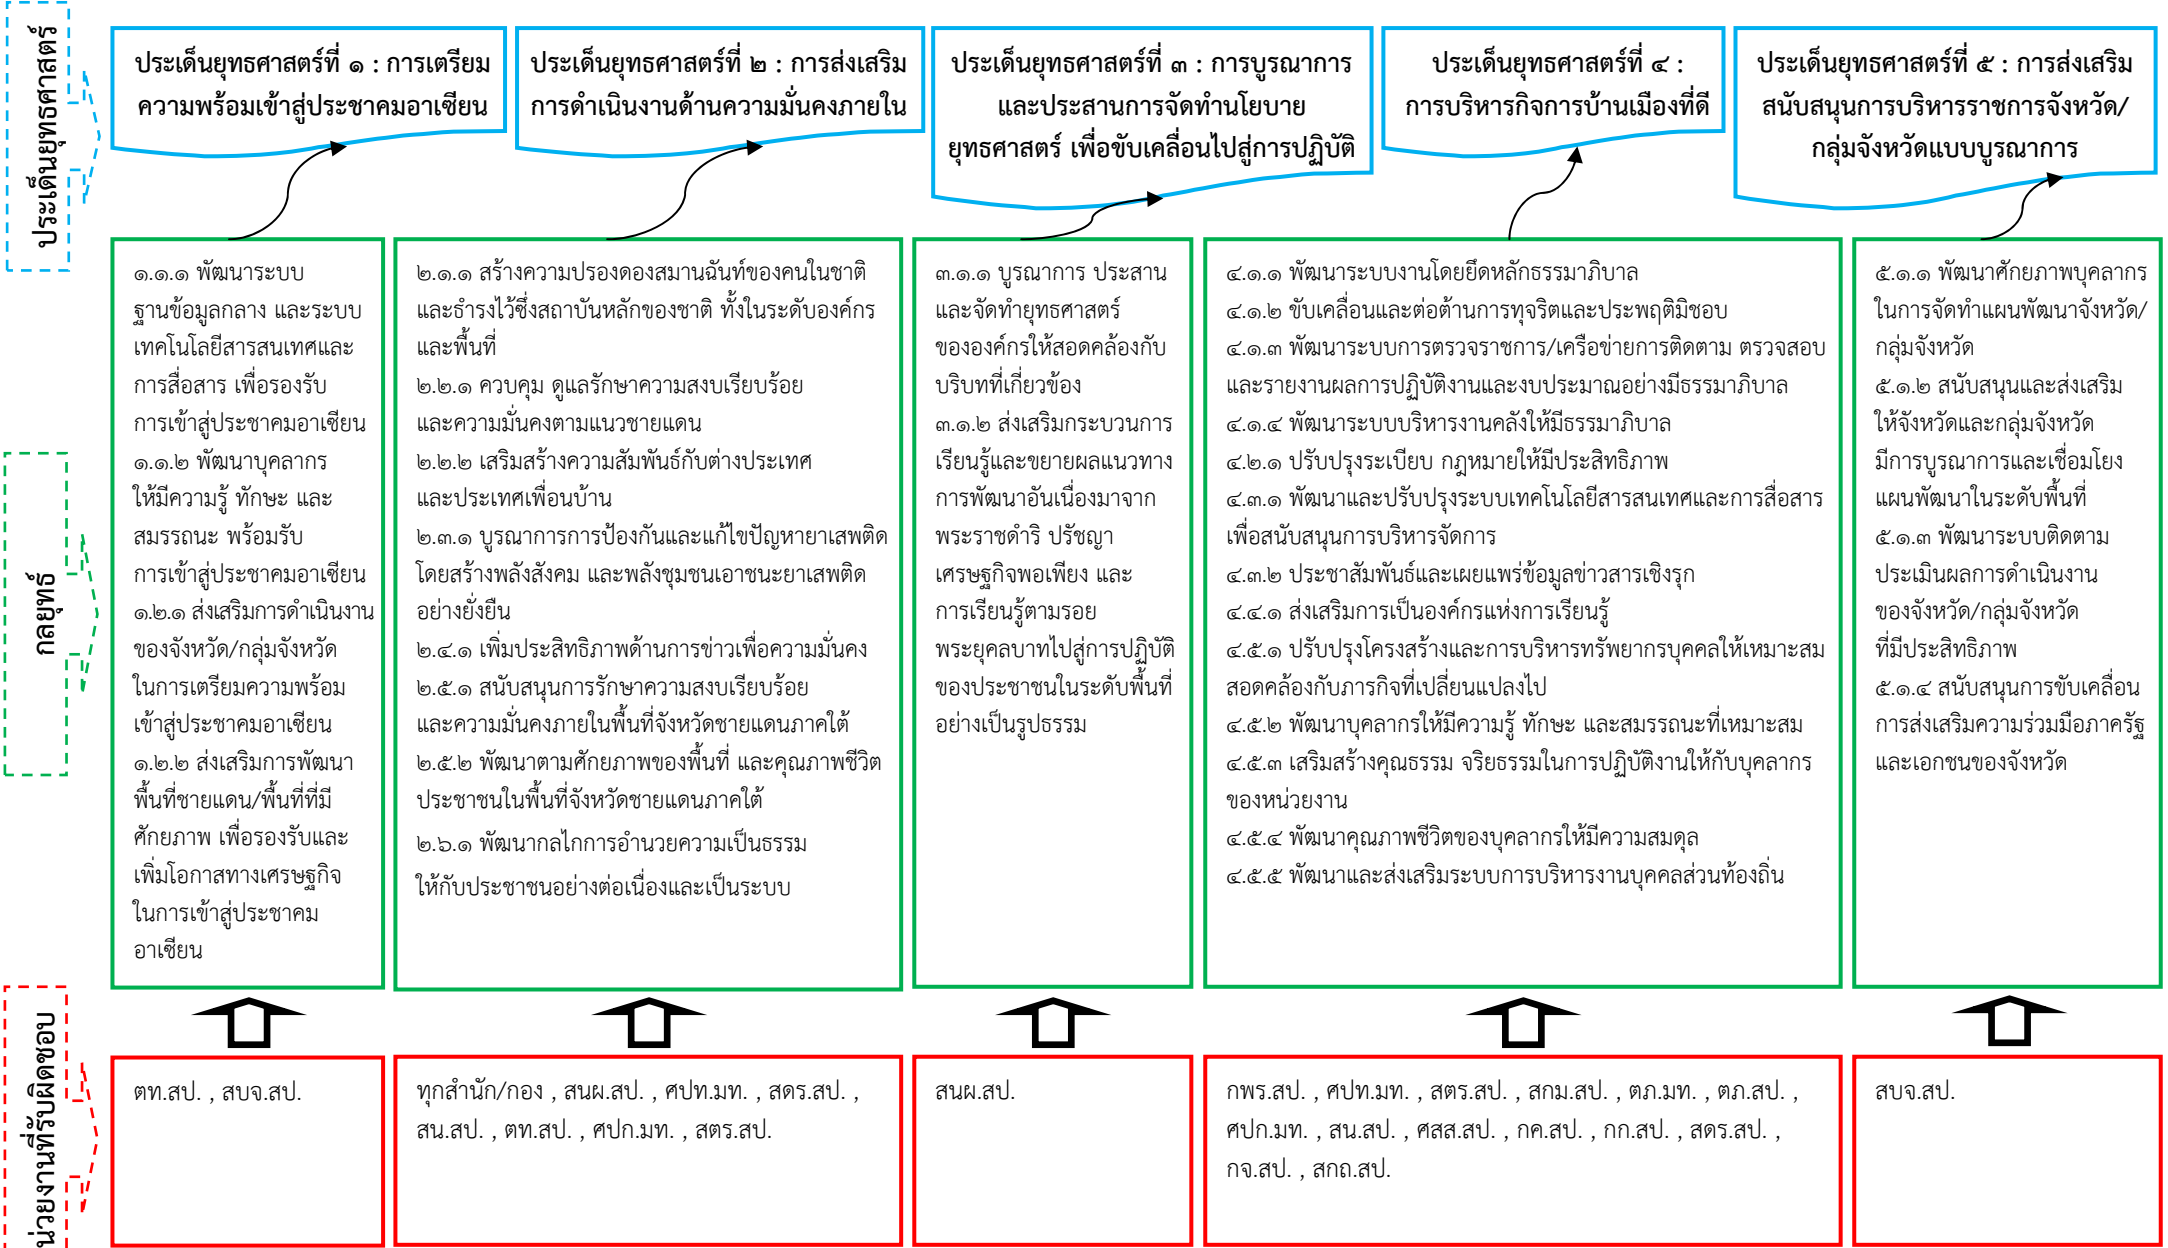 ประเด็นยุทธศาสตร์
ประเด็นยุทธศาสตร์ที่ ๑ : การเตรียม
ความพร้อมเข้าสู่ประชาคมอาเซียน
ประเด็นยุทธศาสตร์ที่ ๒ : การส่งเสริม
การดำเนินงานด้านความมั่นคงภายใน
ประเด็นยุทธศาสตร์ที่ ๓ : การบูรณาการ
และประสานการจัดทำนโยบาย
ยุทธศาสตร์ เพื่อขับเคลื่อนไปสู่การปฏิบัติ
ประเด็นยุทธศาสตร์ที่ ๔ :
การบริหารกิจการบ้านเมืองที่ดี
ประเด็นยุทธศาสตร์ที่ ๕ : การส่งเสริม
สนับสนุนการบริหารราชการจังหวัด/
กลุ่มจังหวัดแบบบูรณาการ
กลยุทธ์
๑.๑.๑ พัฒนาระบบ
ฐานข้อมูลกลาง และระบบ
เทคโนโลยีสารสนเทศและ
การสื่อสาร เพื่อรองรับ
การเข้าสู่ประชาคมอาเซียน
๑.๑.๒ พัฒนาบุคลากร
ให้มีความรู้ ทักษะ และ
สมรรถนะ พร้อมรับ
การเข้าสู่ประชาคมอาเซียน
๑.๒.๑ ส่งเสริมการดำเนินงาน
ของจังหวัด/กลุ่มจังหวัด
ในการเตรียมความพร้อม
เข้าสู่ประชาคมอาเซียน
๑.๒.๒ ส่งเสริมการพัฒนา
พื้นที่ชายแดน/พื้นที่ที่มี
ศักยภาพ เพื่อรองรับและ
เพิ่มโอกาสทางเศรษฐกิจ
ในการเข้าสู่ประชาคม
อาเซียน
๒.๑.๑ สร้างความปรองดองสมานฉันท์ของคนในชาติ
และธำรงไว้ซึ่งสถาบันหลักของชาติ ทั้งในระดับองค์กร
และพื้นที่
๒.๒.๑ ควบคุม ดูแลรักษาความสงบเรียบร้อย
และความมั่นคงตามแนวชายแดน
๒.๒.๒ เสริมสร้างความสัมพันธ์กับต่างประเทศ
และประเทศเพื่อนบ้าน
๒.๓.๑ บูรณาการการป้องกันและแก้ไขปัญหายาเสพติด
โดยสร้างพลังสังคม และพลังชุมชนเอาชนะยาเสพติด
อย่างยั่งยืน
๒.๔.๑ เพิ่มประสิทธิภาพด้านการข่าวเพื่อความมั่นคง
๒.๕.๑ สนับสนุนการรักษาความสงบเรียบร้อย
และความมั่นคงภายในพื้นที่จังหวัดชายแดนภาคใต้
๒.๕.๒ พัฒนาตามศักยภาพของพื้นที่ และคุณภาพชีวิต
ประชาชนในพื้นที่จังหวัดชายแดนภาคใต้
๒.๖.๑ พัฒนากลไกการอำนวยความเป็นธรรม
ให้กับประชาชนอย่างต่อเนื่องและเป็นระบบ
๓.๑.๑ บูรณาการ ประสาน
และจัดทำยุทธศาสตร์
ขององค์กรให้สอดคล้องกับ
บริบทที่เกี่ยวข้อง
๓.๑.๒ ส่งเสริมกระบวนการ
เรียนรู้และขยายผลแนวทาง
การพัฒนาอันเนื่องมาจาก
พระราชดำริ ปรัชญา
เศรษฐกิจพอเพียง และ
การเรียนรู้ตามรอย
พระยุคลบาทไปสู่การปฏิบัติ
ของประชาชนในระดับพื้นที่
อย่างเป็นรูปธรรม
๔.๑.๑ พัฒนาระบบงานโดยยึดหลักธรรมาภิบาล
๔.๑.๒ ขับเคลื่อนและต่อต้านการทุจริตและประพฤติมิชอบ
๔.๑.๓ พัฒนาระบบการตรวจราชการ/เครือข่ายการติดตาม ตรวจสอบ
และรายงานผลการปฏิบัติงานและงบประมาณอย่างมีธรรมาภิบาล
๔.๑.๔ พัฒนาระบบบริหารงานคลังให้มีธรรมาภิบาล
๔.๒.๑ ปรับปรุงระเบียบ กฎหมายให้มีประสิทธิภาพ
๔.๓.๑ พัฒนาและปรับปรุงระบบเทคโนโลยีสารสนเทศและการสื่อสาร
เพื่อสนับสนุนการบริหารจัดการ
๔.๓.๒ ประชาสัมพันธ์และเผยแพร่ข้อมูลข่าวสารเชิงรุก
๔.๔.๑ ส่งเสริมการเป็นองค์กรแห่งการเรียนรู้
๔.๕.๑ ปรับปรุงโครงสร้างและการบริหารทรัพยากรบุคคลให้เหมาะสม
สอดคล้องกับภารกิจที่เปลี่ยนแปลงไป
๔.๕.๒ พัฒนาบุคลากรให้มีความรู้ ทักษะ และสมรรถนะที่เหมาะสม
๔.๕.๓ เสริมสร้างคุณธรรม จริยธรรมในการปฏิบัติงานให้กับบุคลากร
ของหน่วยงาน
๔.๕.๔ พัฒนาคุณภาพชีวิตของบุคลากรให้มีความสมดุล
๔.๕.๕ พัฒนาและส่งเสริมระบบการบริหารงานบุคคลส่วนท้องถิ่น
๕.๑.๑ พัฒนาศักยภาพบุคลากร
ในการจัดทำแผนพัฒนาจังหวัด/
กลุ่มจังหวัด
๕.๑.๒ สนับสนุนและส่งเสริม
ให้จังหวัดและกลุ่มจังหวัด
มีการบูรณาการและเชื่อมโยง
แผนพัฒนาในระดับพื้นที่
๕.๑.๓ พัฒนาระบบติดตาม
ประเมินผลการดำเนินงาน
ของจังหวัด/กลุ่มจังหวัด
ที่มีประสิทธิภาพ
๕.๑.๔ สนับสนุนการขับเคลื่อน
การส่งเสริมความร่วมมือภาครัฐ
และเอกชนของจังหวัด
น่วยงานที่รับผิดชอบ
ตท.สป. , สบจ.สป.
ทุกสำนัก/กอง , สนผ.สป. , ศปท.มท. , สดร.สป. ,
สน.สป. , ตท.สป. , ศปก.มท. , สตร.สป.
สนผ.สป.
กพร.สป. , ศปท.มท. , สตร.สป. , สกม.สป. , ตภ.มท. , ตภ.สป. ,
ศปก.มท. , สน.สป. , ศสส.สป. , กค.สป. , กก.สป. , สดร.สป. ,
กจ.สป. , สกถ.สป.
สบจ.สป.